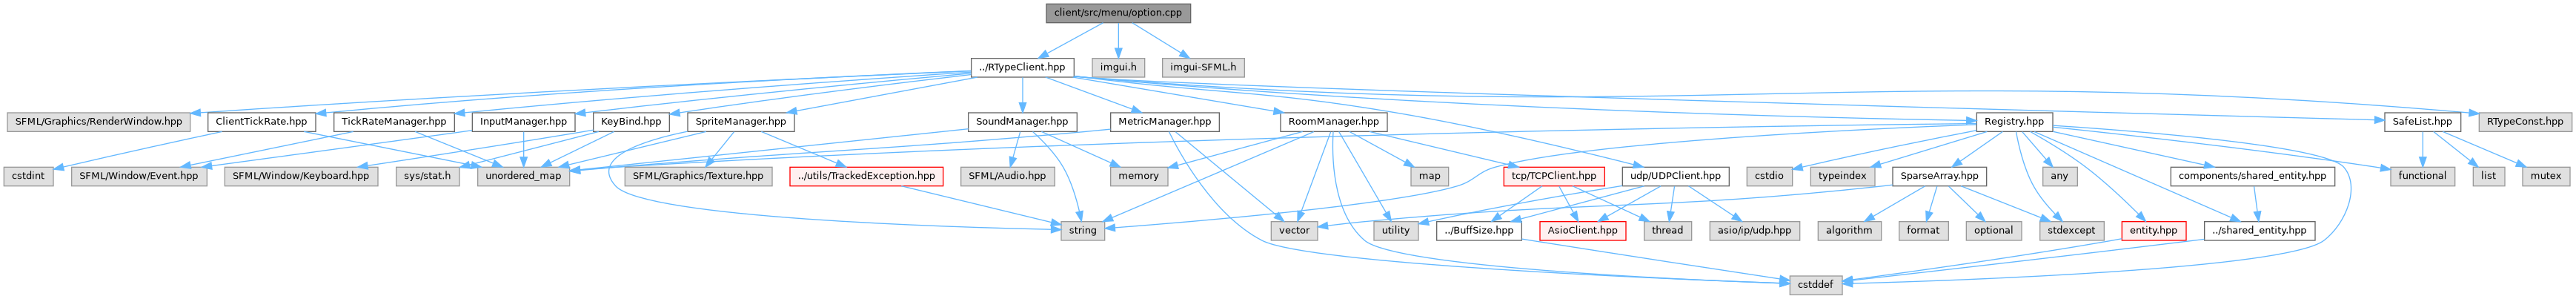 client/src/menu/option.cpp
../RTypeClient.hpp
imgui.h
imgui-SFML.h
SFML/Graphics/RenderWindow.hpp
ClientTickRate.hpp
TickRateManager.hpp
InputManager.hpp
KeyBind.hpp
SpriteManager.hpp
SoundManager.hpp
MetricManager.hpp
RoomManager.hpp
Registry.hpp
SafeList.hpp
RTypeConst.hpp
cstdint
SFML/Window/Event.hpp
SFML/Window/Keyboard.hpp
sys/stat.h
unordered_map
SFML/Graphics/Texture.hpp
../utils/TrackedException.hpp
SFML/Audio.hpp
memory
map
tcp/TCPClient.hpp
udp/UDPClient.hpp
cstdio
typeindex
SparseArray.hpp
any
components/shared_entity.hpp
functional
list
mutex
string
vector
utility
../BuffSize.hpp
AsioClient.hpp
thread
asio/ip/udp.hpp
algorithm
format
optional
stdexcept
entity.hpp
../shared_entity.hpp
cstddef